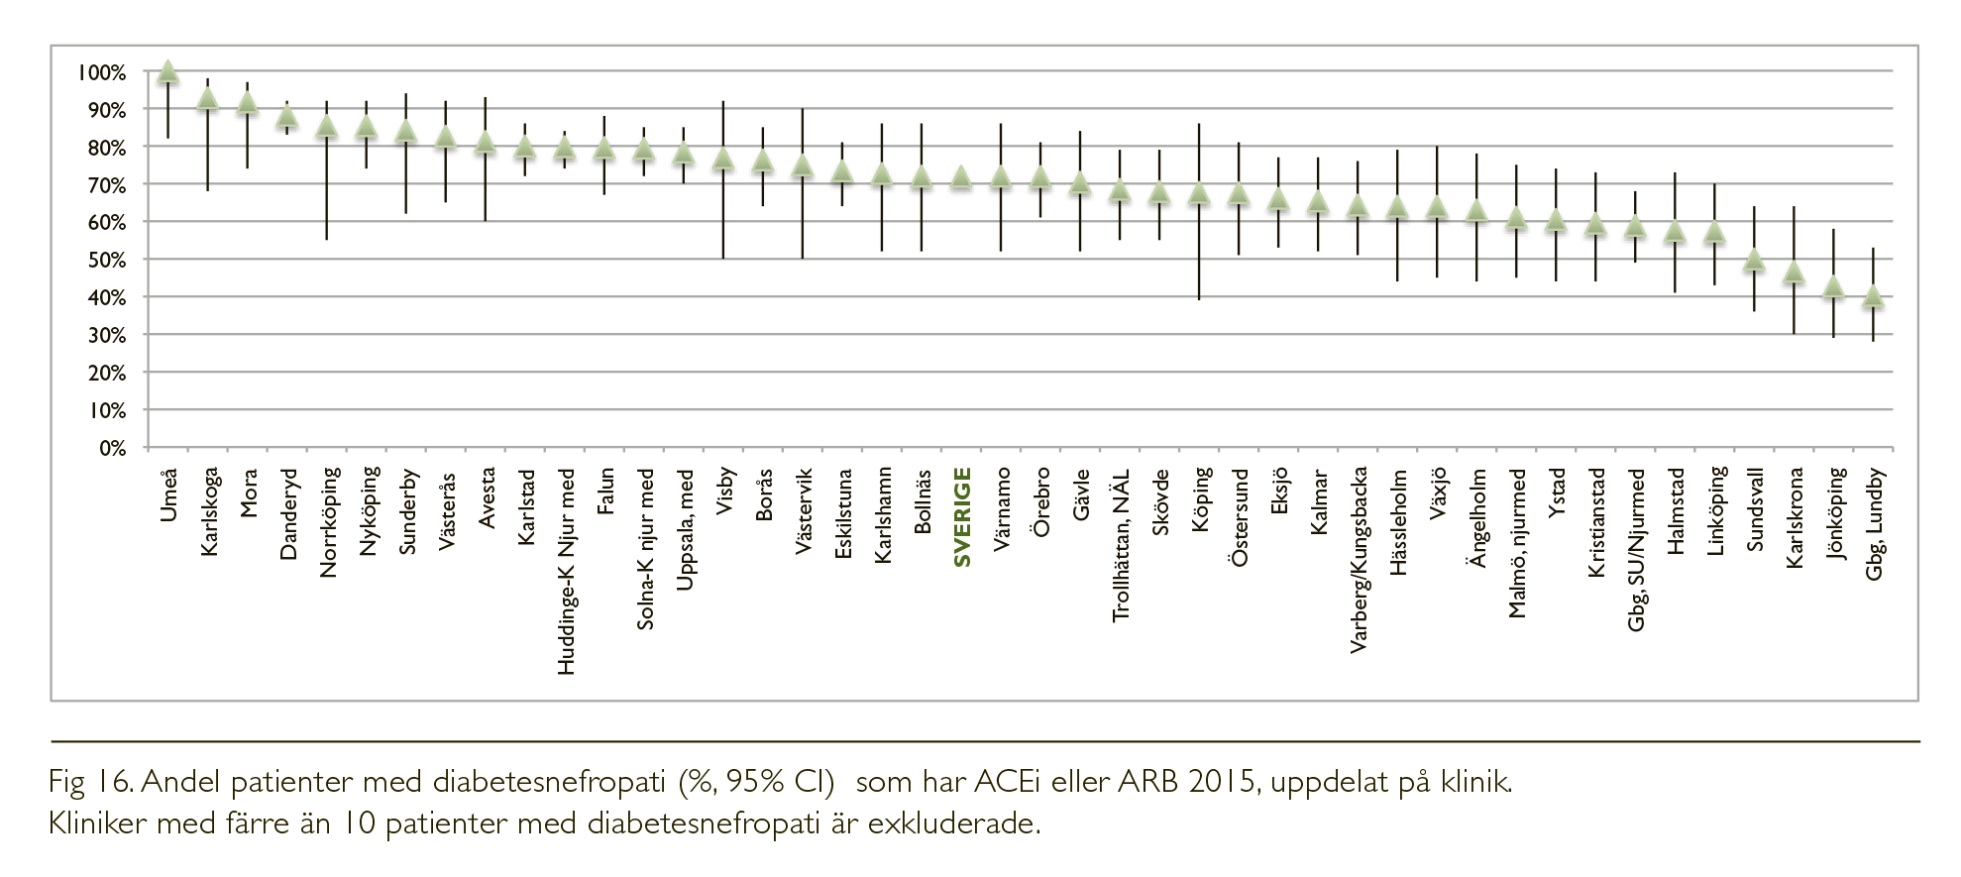 100%
90%
80%
70%
60%
50%
40%
30%
20%
10%
0%
Umeå
Karlskoga
Mora
Danderyd
Norrköping
Nyköping
Sunderby
Västerås
Avesta
Karlstad
Huddinge-K Njur med
Falun
Solna-K njur med
Uppsala, med
Visby
Borås
Västervik
Eskilstuna
Karlshamn
Bollnäs
SVERIGE
Värnamo
Örebro
Gävle
Trollhättan, NÄL
Skövde
Köping
Östersund
Eksjö
Kalmar
Varberg/Kungsbacka
Hässleholm
Växjö
Ängelholm
Malmö, njurmed
Ystad
Kristianstad
Gbg, SU/Njurmed
Halmstad
Linköping
Sundsvall
Karlskrona
Jönköping
Gbg, Lundby
Fig 16. Andel patienter med diabetesnefropati (%, 95% CI)  som har ACEi eller ARB 2015, uppdelat på klinik.
Kliniker med färre än 10 patienter med diabetesnefropati är exkluderade.